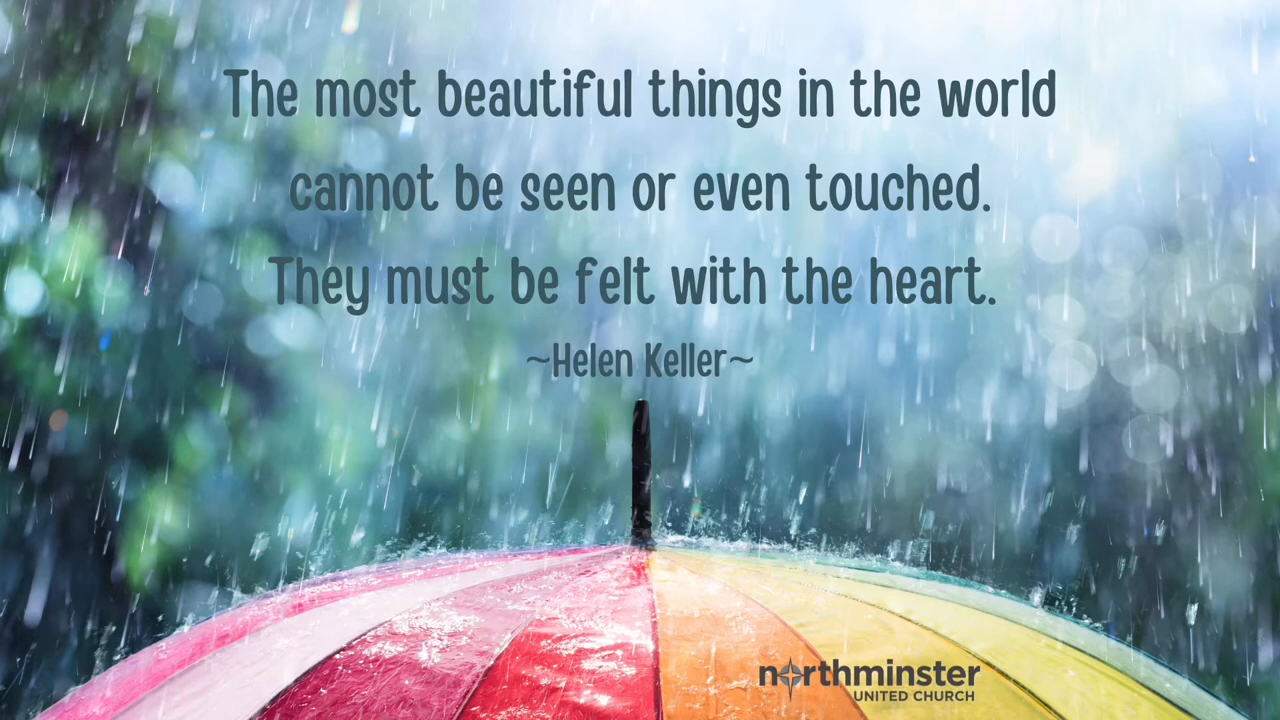 The most beautiful things in the world
cannot be seen or even touched.
They must be felt with the heart.
~Helen Keller~
northminster
UNITED CHURCH